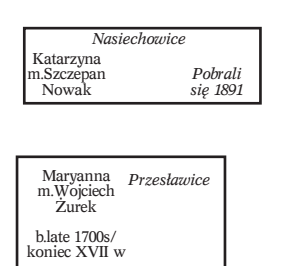 Nasiechowice
Katarzyna
m.Szczepan Pobrali
Nowak się 1891
Maryanna Przesławice
m.Wojciech
Żurek
b.late 1700s/
koniec XVII w